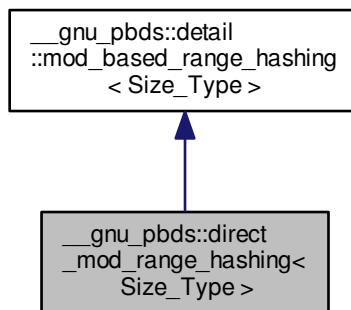 __gnu_pbds::detail
::mod_based_range_hashing
< Size_Type >
__gnu_pbds::direct
_mod_range_hashing<
Size_Type >